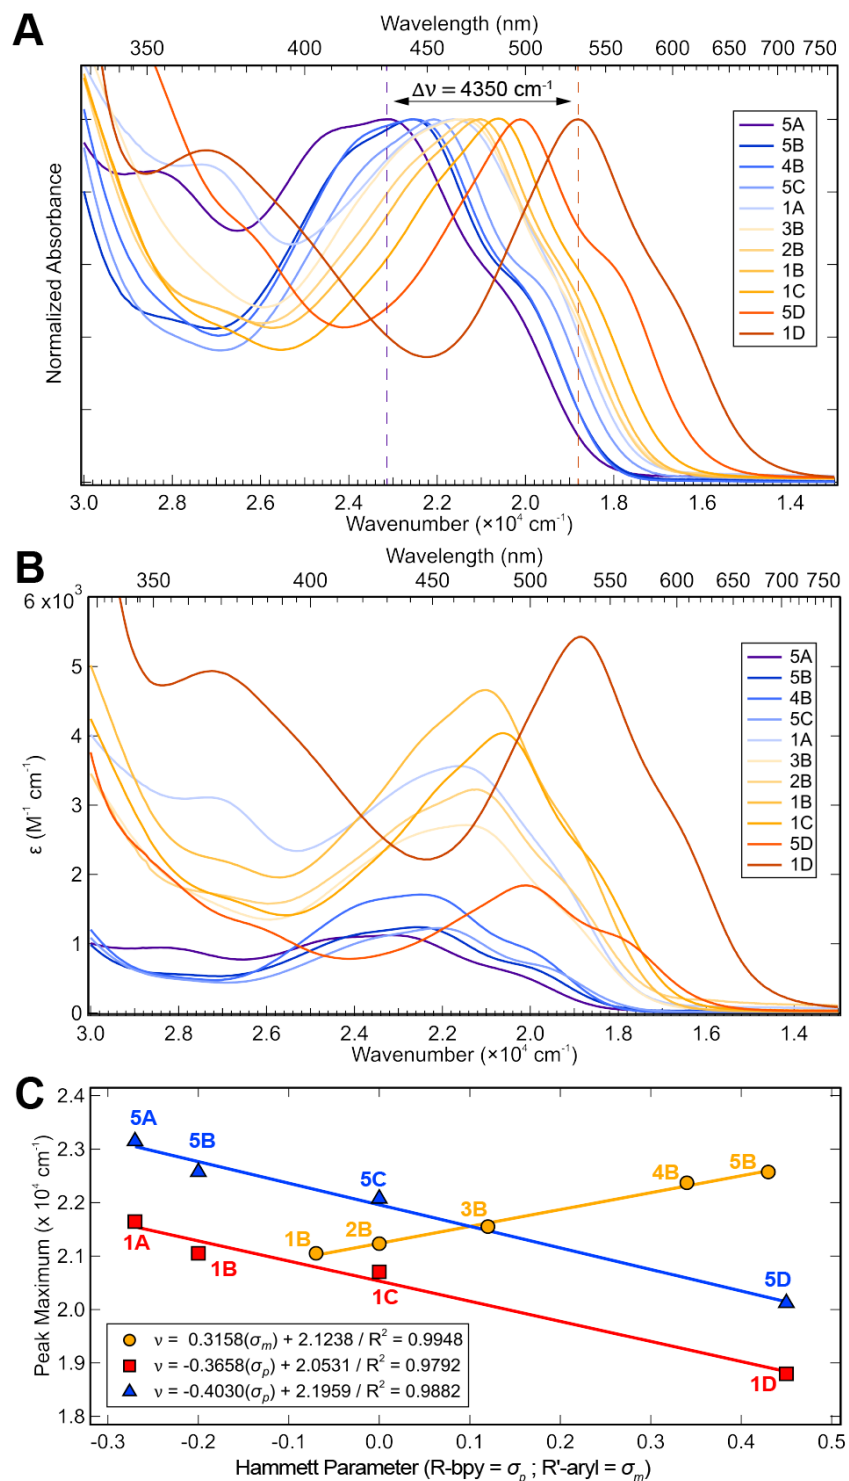 A
Wavelength (nm)
350 400 450 500 550 600 650 700 750
Δν = 4350 cm⁻¹
Normalized Absorbance
5A
5B
4B
5C
1A
3B
2B
1B
1C
5D
1D
3.0 2.8 2.6 2.4 2.2 2.0 1.8 1.6 1.4
Wavenumber (×10⁴ cm⁻¹)
B
Wavelength (nm)
350 400 450 500 550 600 650 700 750
6 x10³
5
4
3
2
1
0
ε (M⁻¹ cm⁻¹)
5A
5B
4B
5C
1A
3B
2B
1B
1C
5D
1D
3.0 2.8 2.6 2.4 2.2 2.0 1.8 1.6 1.4
Wavenumber (×10⁴ cm⁻¹)
C
2.4
2.3
2.2
2.1
2.0
1.9
1.8
Peak Maximum (x 10⁴ cm⁻¹)
5A
5B
5C
4B
5B
3B
2B
1B
1A
1B
1C
5D
1D
ν = 0.3158(σm) + 2.1238 / R² = 0.9948
ν = -0.3658(σp) + 2.0531 / R² = 0.9792
ν = -0.4030(σp) + 2.1959 / R² = 0.9882
-0.3 -0.2 -0.1 0.0 0.1 0.2 0.3 0.4 0.5
Hammett Parameter (R-bpy = σp ; R'-aryl = σm)